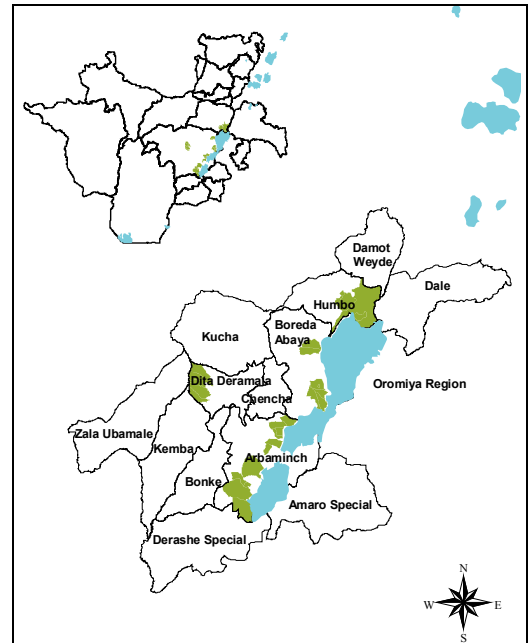 Damot
Weyde
Dale
Humbo
Boreda
Abaya
Kucha
Oromiya Region
Dita Deramala
Chencha
Zala Ubamale
Kemba
Arbaminch
Bonke
Amaro Special
Derashe Special
N
W
E
S